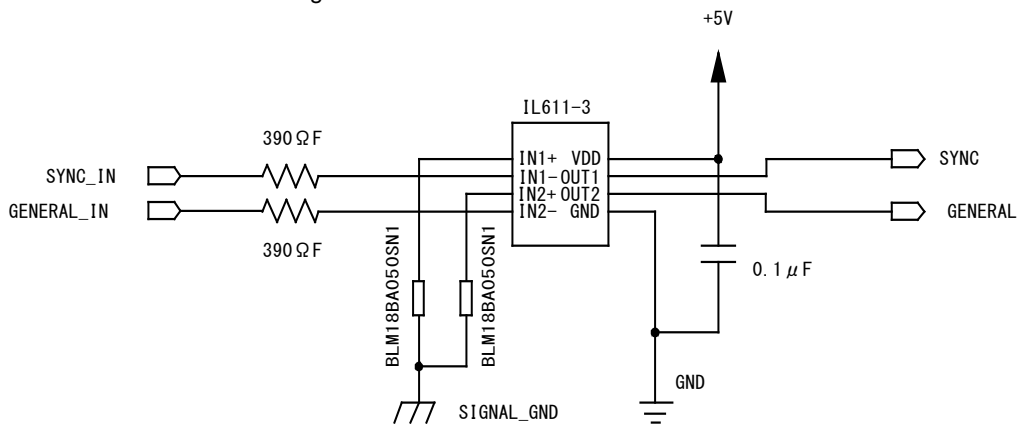 +5V
IL611-3
390ΩF
IN1+ VDD
SYNC_IN
IN1- OUT1
SYNC
IN2+ OUT2
GENERAL_IN
IN2- GND
GENERAL
390ΩF
BLM18BA050SN1
BLM18BA050SN1
0.1μF
GND
SIGNAL_GND